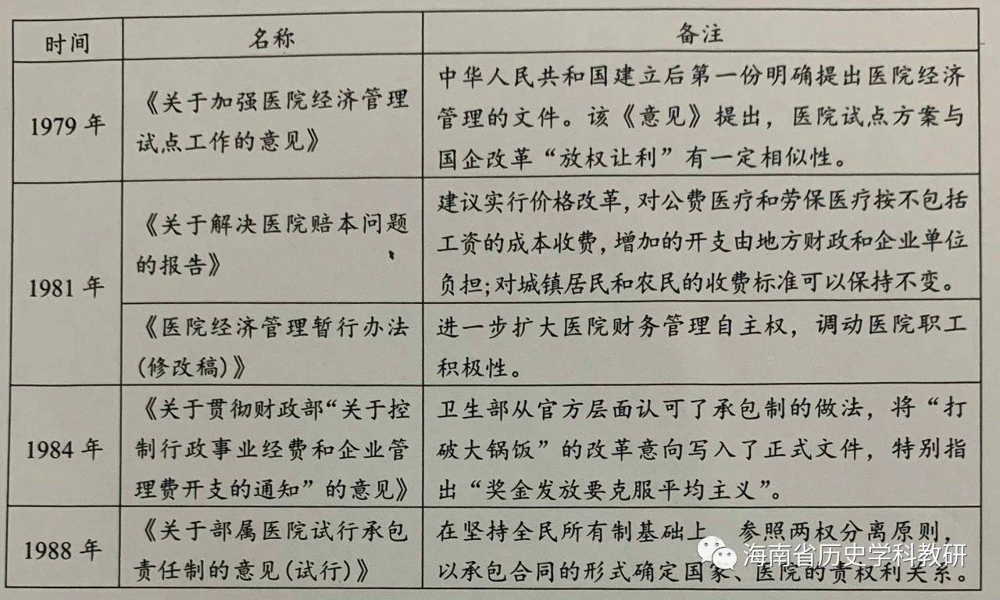 时间
名称
备注
1979 年
《关于加强医院经济管理
试点工作的意见》
中华人民共和国建立后第一份明确提出医院经济
管理的文件。该《意见》提出，医院试点方案与
国企改革“放权让利”有一定相似性。
1981 年
《关于解决医院赔本问题
的报告》
建议实行价格改革,对公费医疗和劳保医疗按不包括
工资的成本收费,增加的开支由地方财政和企业单位
负担;对城镇居民和农民的收费标准可以保持不变。
《医院经济管理暂行办法
(修改稿)》
进一步扩大医院财务管理自主权，调动医院职工
积极性。
1984 年
《关于贯彻财政部“关于控
制行政事业经费和企业管
理费开支的通知”的意见》
卫生部从官方层面认可了承包制的做法，将“打
破大锅饭”的改革意向写入了正式文件，特别指
出“奖金发放要克服平均主义”。
1988 年
《关于部属医院试行承包
责任制的意见(试行)》
在坚持全民所有制基础上，参照两权分离原则，
以承包合同的形式确定国家、医院的责权利关系。
海南省历史学科教研